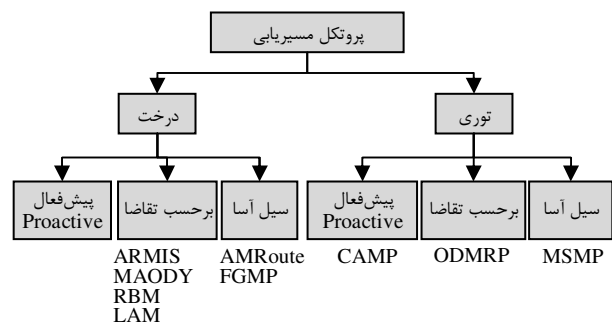 پروتکل مسیریابی
توری
درخت
سیل آسا
برحسب تقاضا
پیش‌فعال
Proactive
سیل آسا
برحسب تقاضا
پیش‌فعال
Proactive
MSMP
ODMRP
CAMP
AMRoute
FGMP
ARMIS
MAODY
RBM
LAM